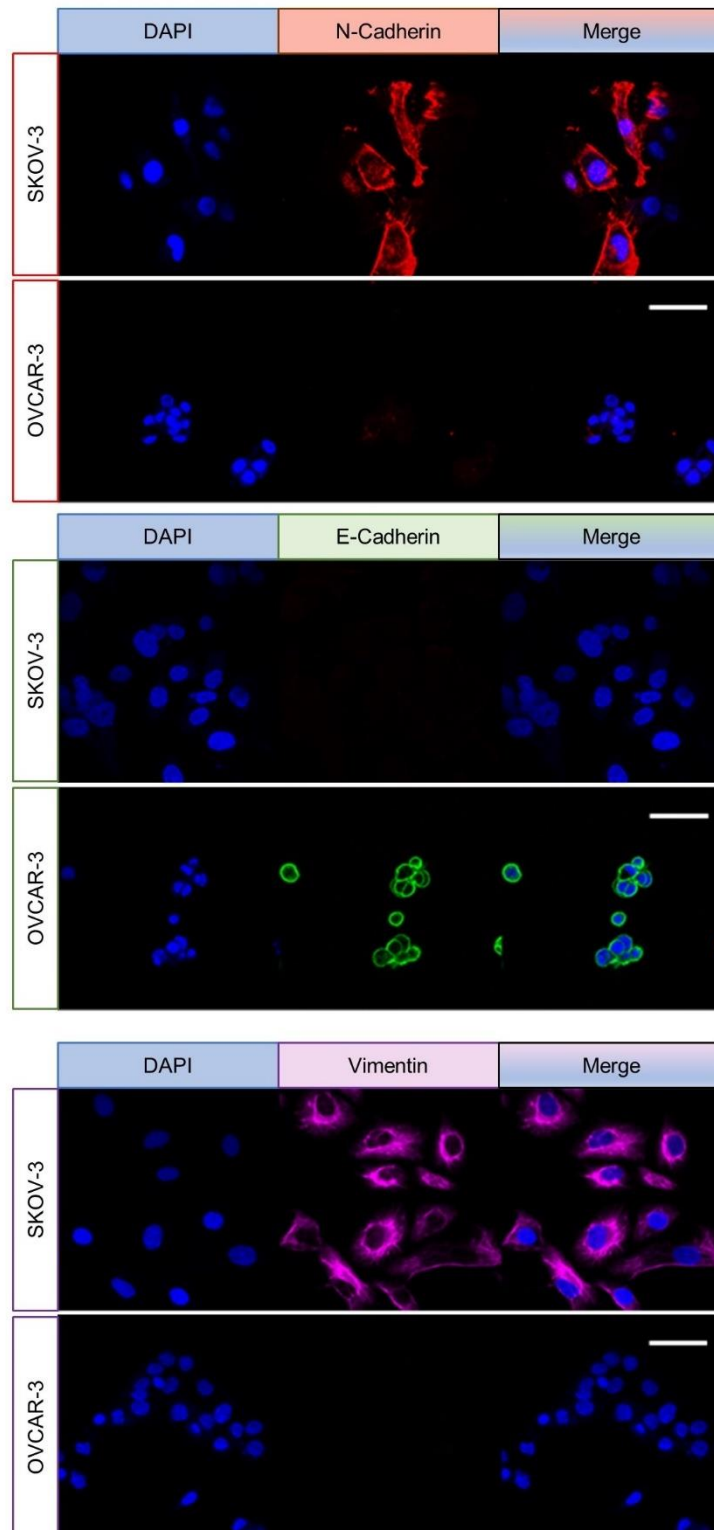 DAPI N-Cadherin Merge
SKOV-3
OVCAR-3
DAPI E-Cadherin Merge
SKOV-3
OVCAR-3
DAPI Vimentin Merge
SKOV-3
OVCAR-3